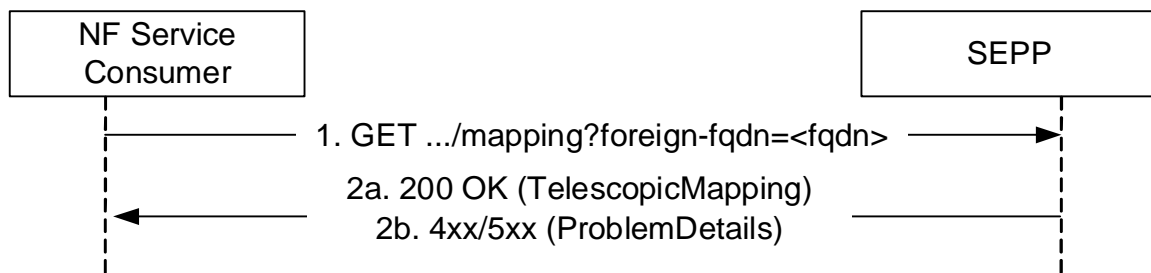 NF Service
Consumer
SEPP
1. GET .../mapping?foreign-fqdn=<fqdn>
2a. 200 OK (TelescopicMapping)
2b. 4xx/5xx (ProblemDetails)